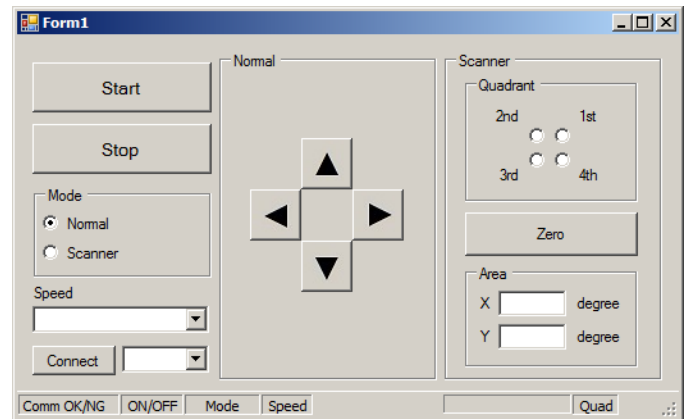 Form1
Start
Stop
Mode
Normal
Scanner
Speed
Connect
Normal
Scanner
Quadrant
2nd 1st
3rd 4th
Zero
Area
X degree
Y degree
Comm OK/NG ON/OFF Mode Speed Quad